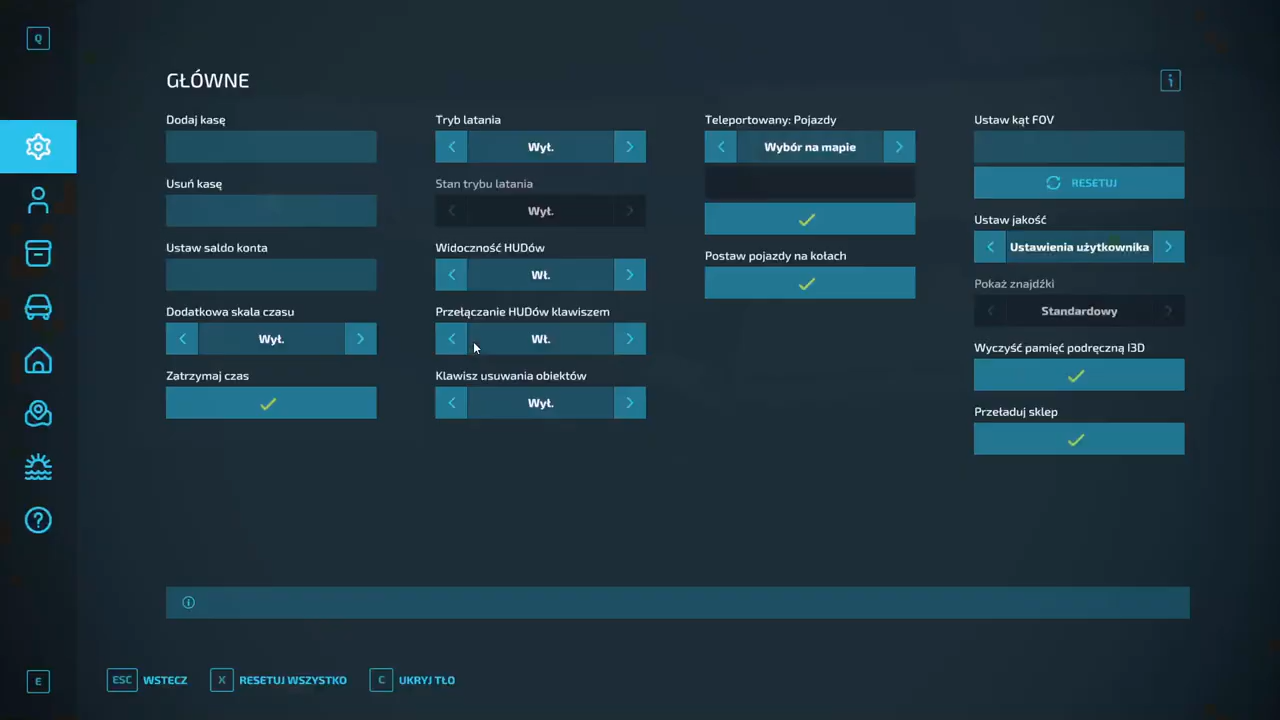 Q
GŁÓWNE
Dodaj kasę
Usuń kasę
Ustaw saldo konta
Dodatkowa skala czasu
Wył.
Zatrzymaj czas
Tryb latania
Wył.
Stan trybu latania
Wył.
Widoczność HUDów
Wł.
Przełączanie HUDów klawiszem
Wł.
Klawisz usuwania obiektów
Wył.
Teleportowany: Pojazdy
Wybór na mapie
Postaw pojazdy na kołach
Ustaw kąt FOV
RESETUJ
Ustaw jakość
Ustawienia użytkownika
Pokaż znajdźki
Standardowy
Wyczyść pamięć podręczną I3D
Przeładuj sklep
E
ESC WSTECZ X RESETUJ WSZYSTKO C UKRYJ TŁO